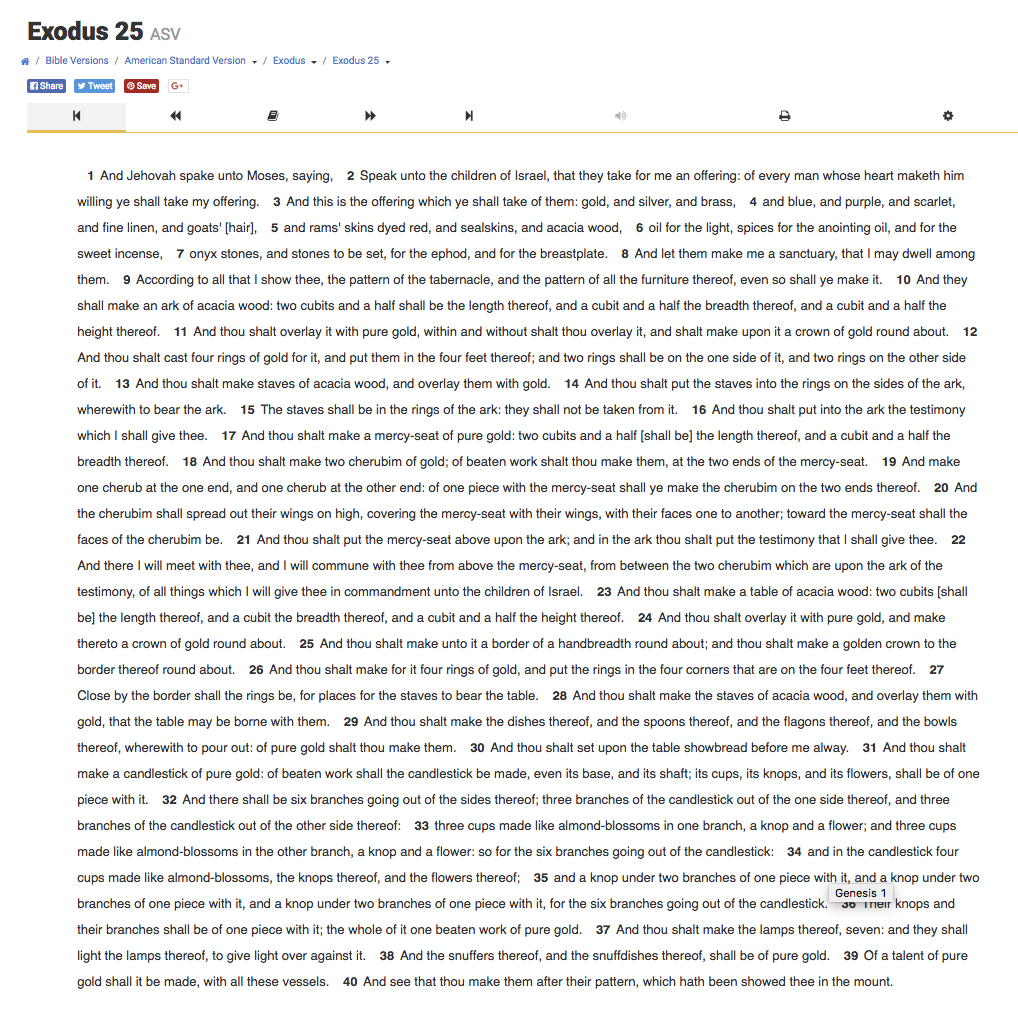 Exodus 25 ASV
/ Bible Versions / American Standard Version / Exodus / Exodus 25
Share Tweet Save G+
1 And Jehovah spake unto Moses, saying, 2 Speak unto the children of Israel, that they take for me an offering: of every man whose heart maketh him
willing ye shall take my offering. 3 And this is the offering which ye shall take of them: gold, and silver, and brass, 4 and blue, and purple, and scarlet,
and fine linen, and goats' [hair], 5 and rams' skins dyed red, and sealskins, and acacia wood, 6 oil for the light, spices for the anointing oil, and for the
sweet incense, 7 onyx stones, and stones to be set, for the ephod, and for the breastplate. 8 And let them make me a sanctuary, that I may dwell among
them. 9 According to all that I show thee, the pattern of the tabernacle, and the pattern of all the furniture thereof, even so shall ye make it. 10 And they
shall make an ark of acacia wood: two cubits and a half shall be the length thereof, and a cubit and a half the breadth thereof, and a cubit and a half the
height thereof. 11 And thou shalt overlay it with pure gold, within and without shalt thou overlay it, and shalt make upon it a crown of gold round about. 12
And thou shalt cast four rings of gold for it, and put them in the four feet thereof; and two rings shall be on the one side of it, and two rings on the other side
of it. 13 And thou shalt make staves of acacia wood, and overlay them with gold. 14 And thou shalt put the staves into the rings on the sides of the ark,
wherewith to bear the ark. 15 The staves shall be in the rings of the ark: they shall not be taken from it. 16 And thou shalt put into the ark the testimony
which I shall give thee. 17 And thou shalt make a mercy-seat of pure gold: two cubits and a half [shall be] the length thereof, and a cubit and a half the
breadth thereof. 18 And thou shalt make two cherubim of gold; of beaten work shalt thou make them, at the two ends of the mercy-seat. 19 And make
one cherub at the one end, and one cherub at the other end: of one piece with the mercy-seat shall ye make the cherubim on the two ends thereof. 20 And
the cherubim shall spread out their wings on high, covering the mercy-seat with their wings, with their faces one to another; toward the mercy-seat shall the
faces of the cherubim be. 21 And thou shalt put the mercy-seat above upon the ark; and in the ark thou shalt put the testimony that I shall give thee. 22
And there I will meet with thee, and I will commune with thee from above the mercy-seat, from between the two cherubim which are upon the ark of the
testimony, of all things which I will give thee in commandment unto the children of Israel. 23 And thou shalt make a table of acacia wood: two cubits [shall
be] the length thereof, and a cubit the breadth thereof, and a cubit and a half the height thereof. 24 And thou shalt overlay it with pure gold, and make
thereto a crown of gold round about. 25 And thou shalt make unto it a border of a handbreadth round about; and thou shalt make a golden crown to the
border thereof round about. 26 And thou shalt make for it four rings of gold, and put the rings in the four corners that are on the four feet thereof. 27
Close by the border shall the rings be, for places for the staves to bear the table. 28 And thou shalt make the staves of acacia wood, and overlay them with
gold, that the table may be borne with them. 29 And thou shalt make the dishes thereof, and the spoons thereof, and the flagons thereof, and the bowls
thereof, wherewith to pour out: of pure gold shalt thou make them. 30 And thou shalt set upon the table showbread before me alway. 31 And thou shalt
make a candlestick of pure gold: of beaten work shall the candlestick be made, even its base, and its shaft; its cups, its knops, and its flowers, shall be of one
piece with it. 32 And there shall be six branches going out of the sides thereof; three branches of the candlestick out of the one side thereof, and three
branches of the candlestick out of the other side thereof: 33 three cups made like almond-blossoms in one branch, a knop and a flower; and three cups
made like almond-blossoms in the other branch, a knop and a flower: so for the six branches going out of the candlestick: 34 and in the candlestick four
cups made like almond-blossoms, the knops thereof, and the flowers thereof; 35 and a knop under two branches of one piece with it, and a knop under two
Genesis 1
branches of one piece with it, and a knop under two branches of one piece with it, for the six branches going out of the candlestick. 36 Their knops and
their branches shall be of one piece with it; the whole of it one beaten work of pure gold. 37 And thou shalt make the lamps thereof, seven: and they shall
light the lamps thereof, to give light over against it. 38 And the snuffers thereof, and the snuffdishes thereof, shall be of pure gold. 39 Of a talent of pure
gold shall it be made, with all these vessels. 40 And see that thou make them after their pattern, which hath been showed thee in the mount.